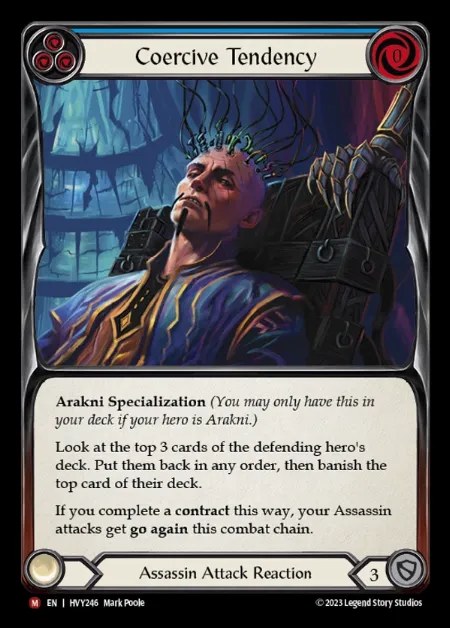 Coercive Tendency
0
Arakni Specialization (You may only have this in
your deck if your hero is Arakni.)
Look at the top 3 cards of the defending hero's
deck. Put them back in any order, then banish the
top card of their deck.
If you complete a contract this way, your Assassin
attacks get go again this combat chain.
Assassin Attack Reaction
3
M EN | HVY246 Mark Poole
© 2023 Legend Story Studios